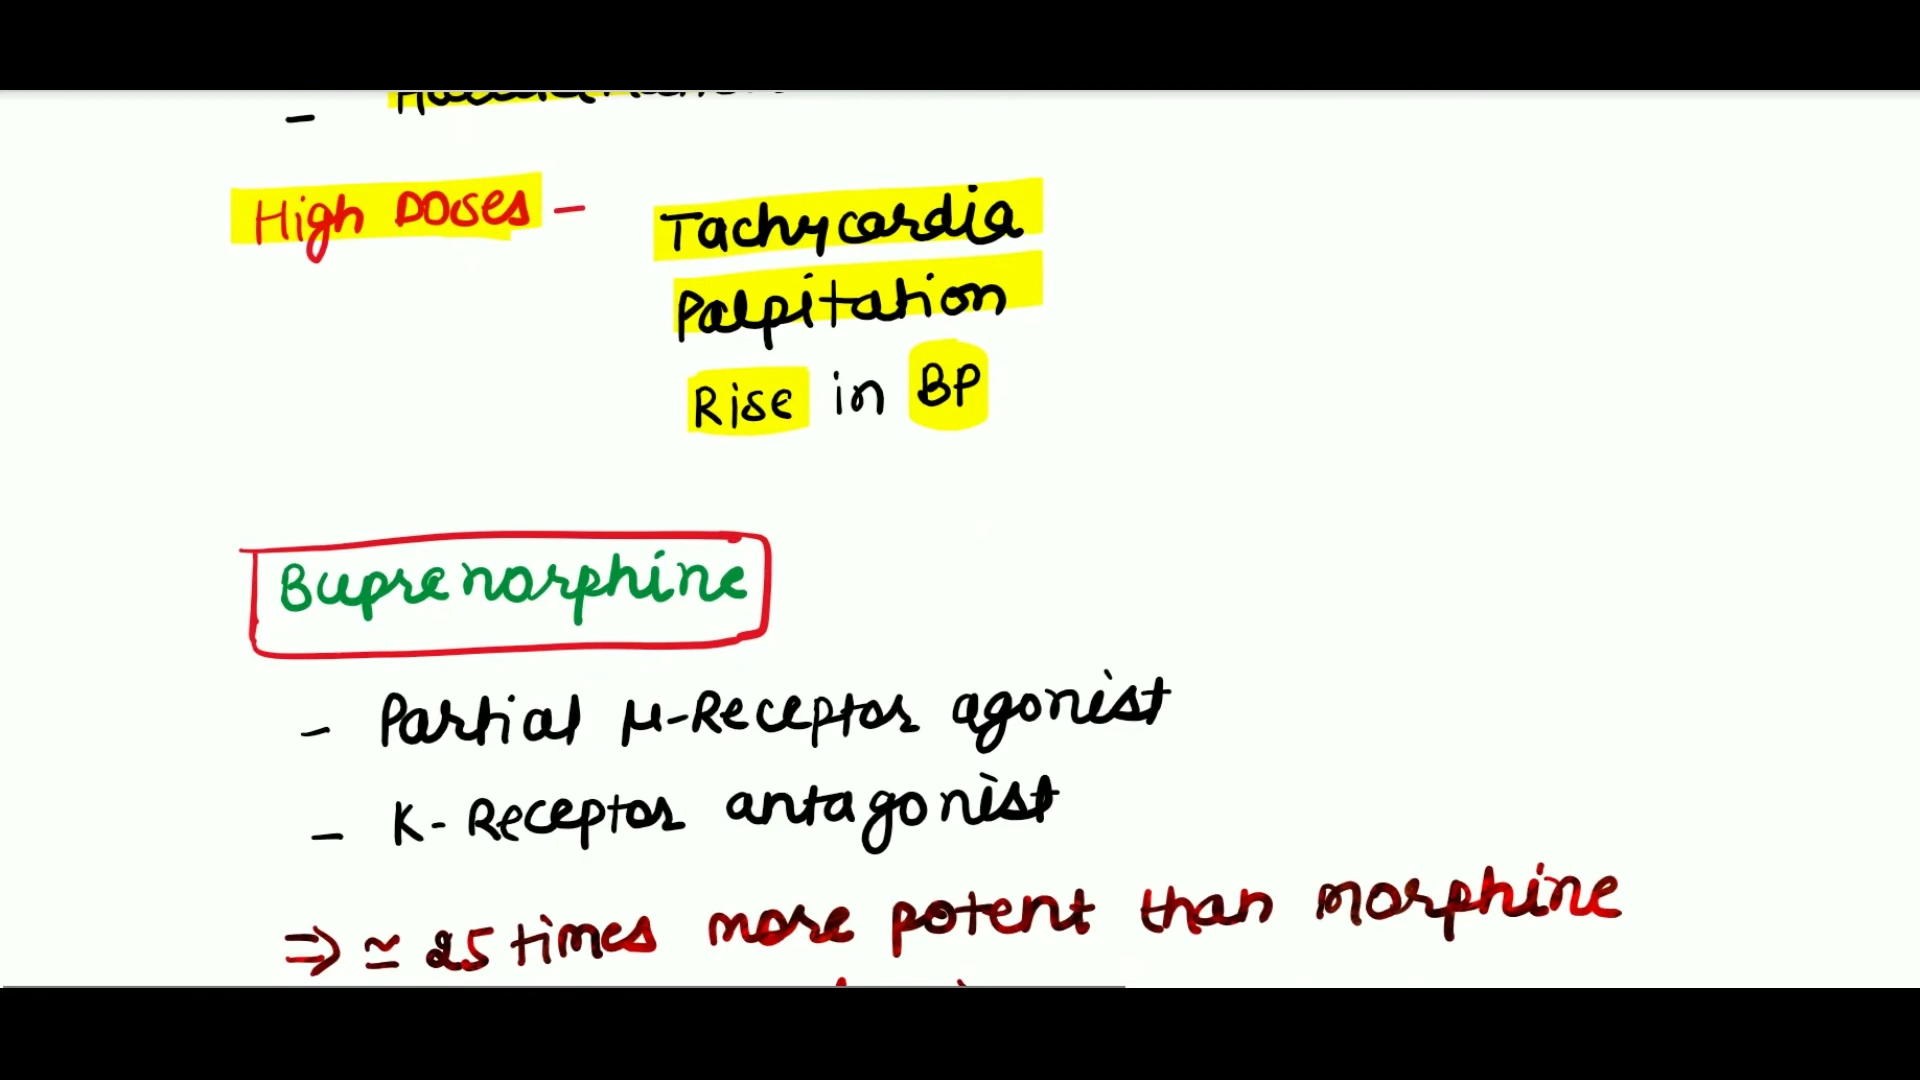 -
High Doses - Tachycardia
Palpitation
Rise in BP
Buprenorphine
- Partial μ-Receptor agonist
- K-Receptor antagonist
⇒ ≃ 25 times more potent than morphine